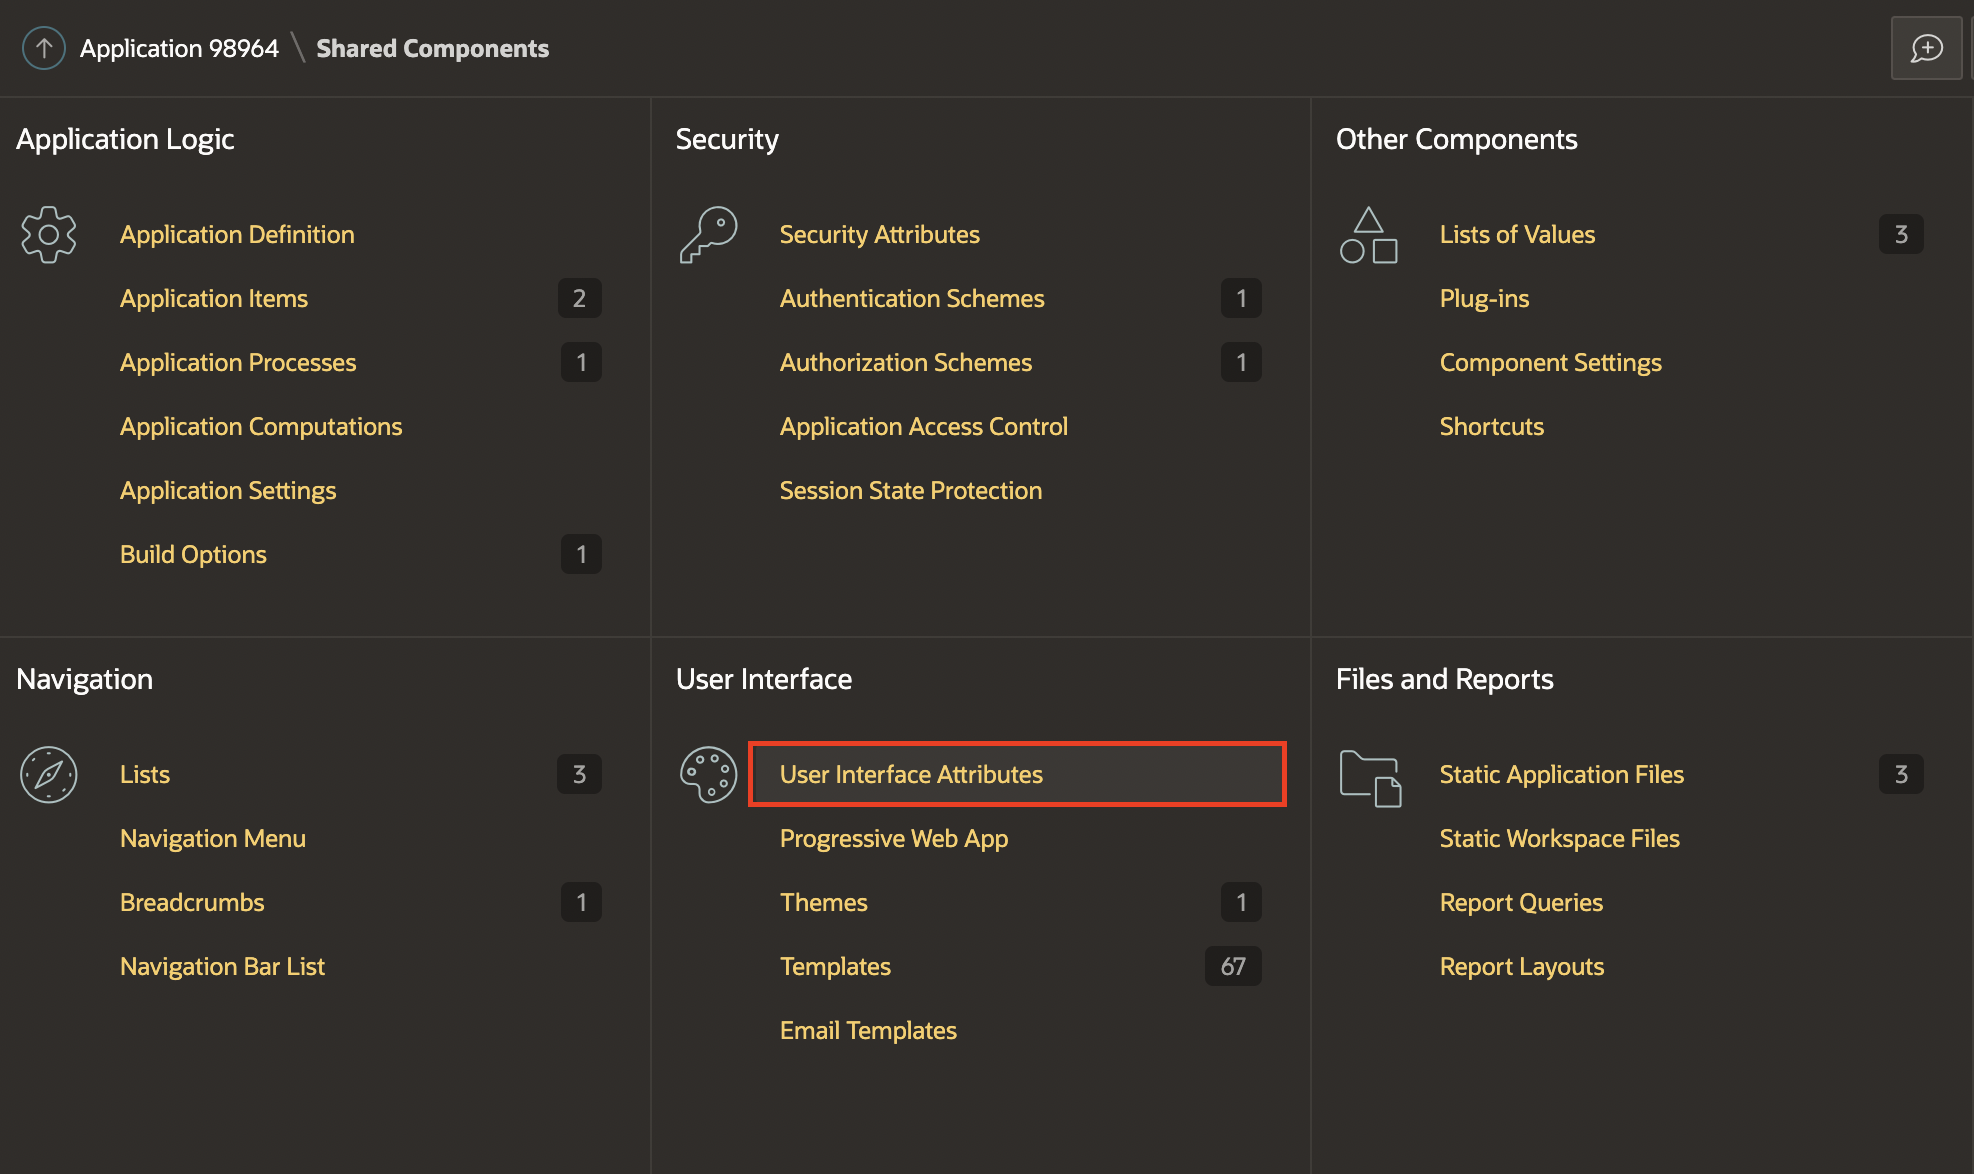 Application 98964 \ Shared Components
Application Logic
Application Definition
Application Items 2
Application Processes 1
Application Computations
Application Settings
Build Options 1
Security
Security Attributes
Authentication Schemes 1
Authorization Schemes 1
Application Access Control
Session State Protection
Other Components
Lists of Values 3
Plug-ins
Component Settings
Shortcuts
Navigation
Lists 3
Navigation Menu
Breadcrumbs 1
Navigation Bar List
User Interface
User Interface Attributes
Progressive Web App
Themes 1
Templates 67
Email Templates
Files and Reports
Static Application Files 3
Static Workspace Files
Report Queries
Report Layouts